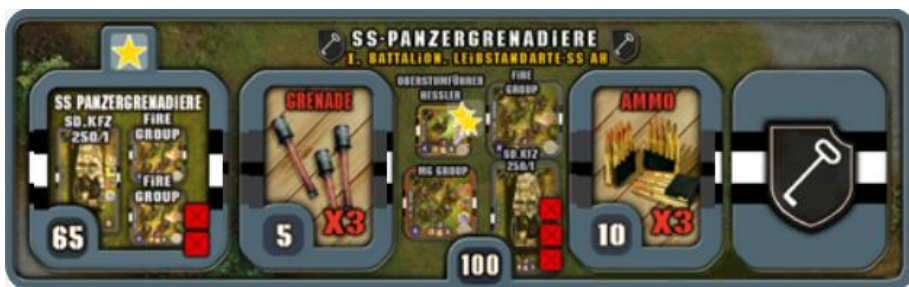 SS-PANZERGRENADIERE
I. BATTALION, LEIBSTANDARTE-SS AH
SS PANZERGRENADIERE
SD.KFZ
250/1
FIRE
GROUP
FIRE
GROUP
65
GRENADE
X3
5
OBERSTUMFÜHRER
HESSLER
FIRE
GROUP
MG GROUP
SD.KFZ
250/1
100
AMMO
X3
10